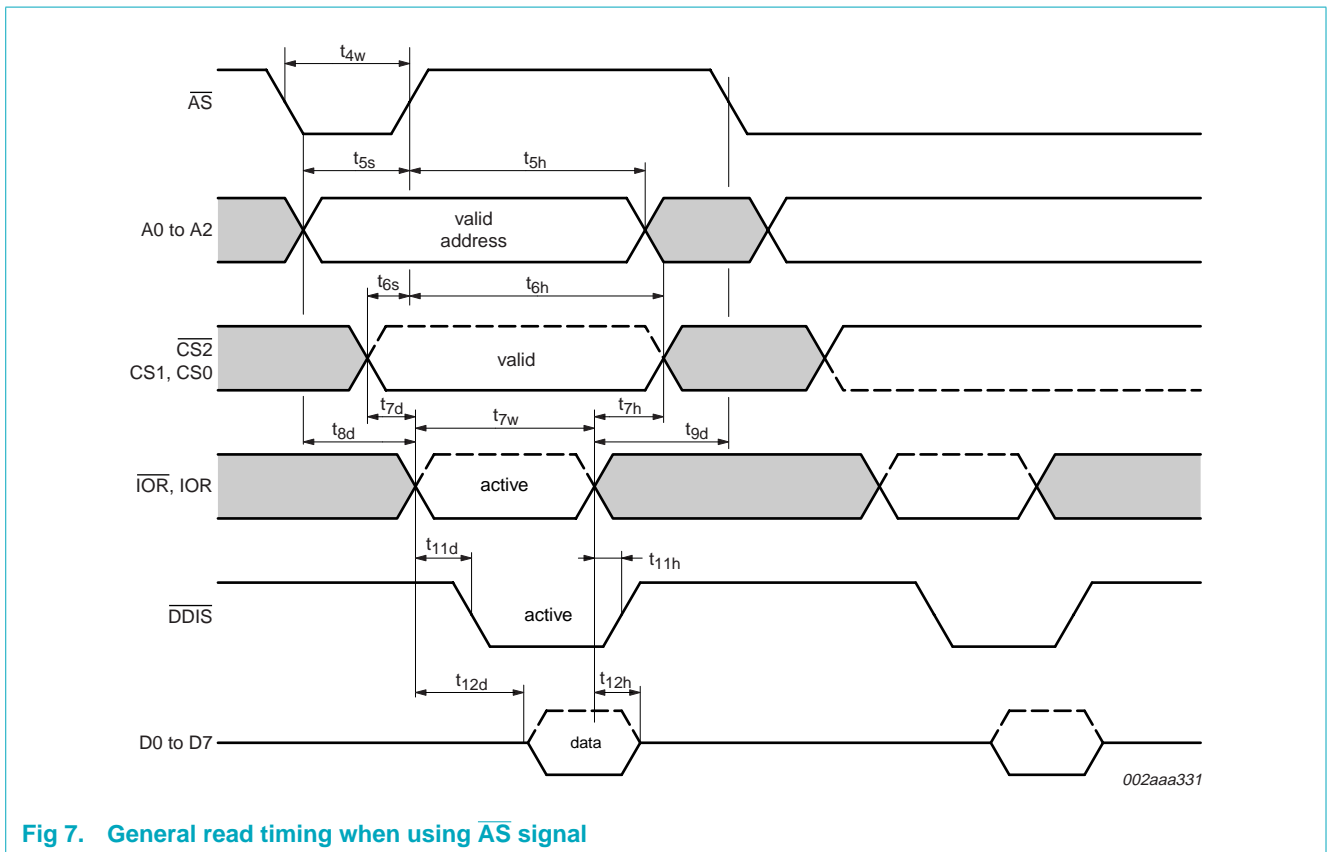 t4w
AS
t5s
t5h
A0 to A2
valid
address
t6s
t6h
CS2
CS1, CS0
valid
t7d
t7w
t7h
t8d
t9d
IOR, IOR
active
t11d
t11h
DDIS
active
t12d
t12h
D0 to D7
data
002aaa331
Fig 7. General read timing when using AS signal